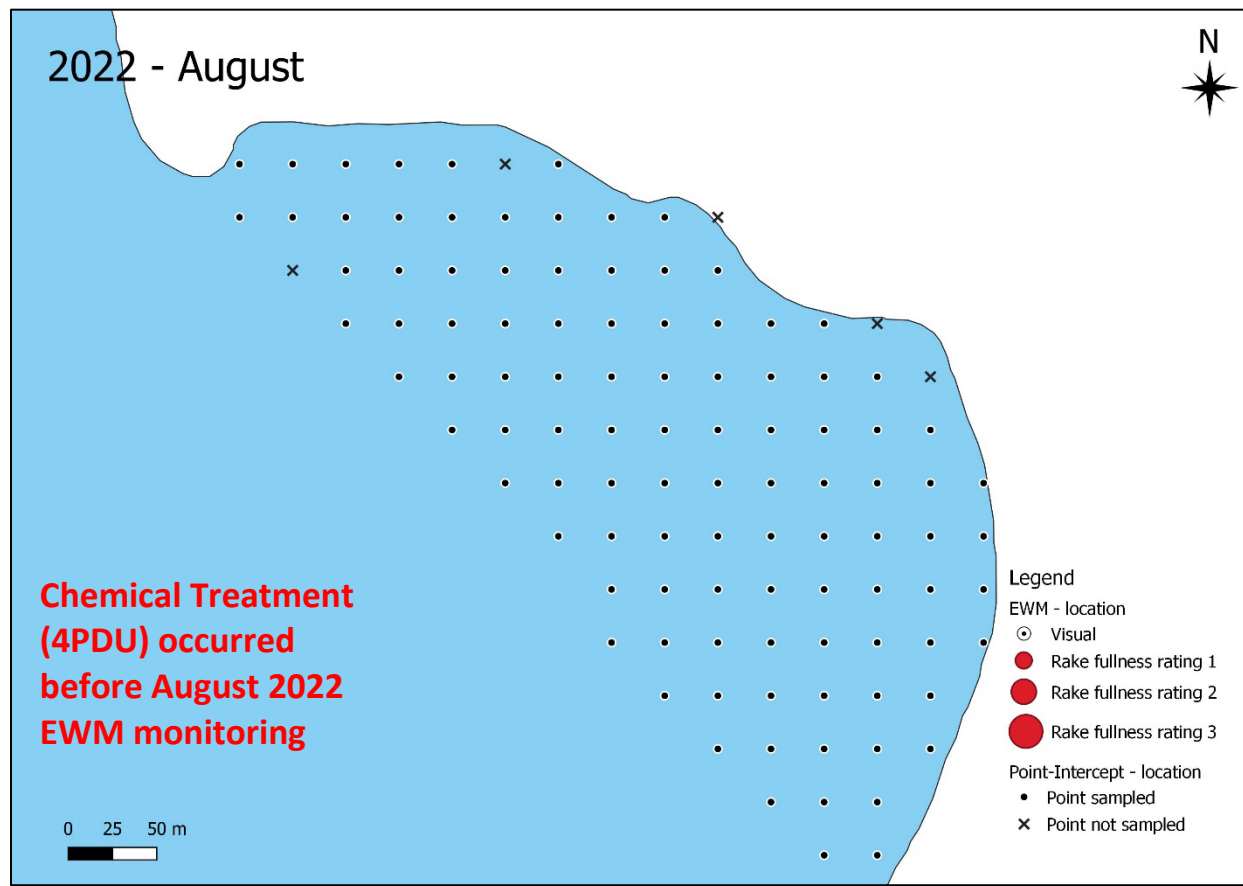 2022 - August
N
Chemical Treatment
(4PDU) occurred
before August 2022
EWM monitoring
0 25 50 m
Legend
EWM - location
Visual
Rake fullness rating 1
Rake fullness rating 2
Rake fullness rating 3
Point-Intercept - location
Point sampled
Point not sampled